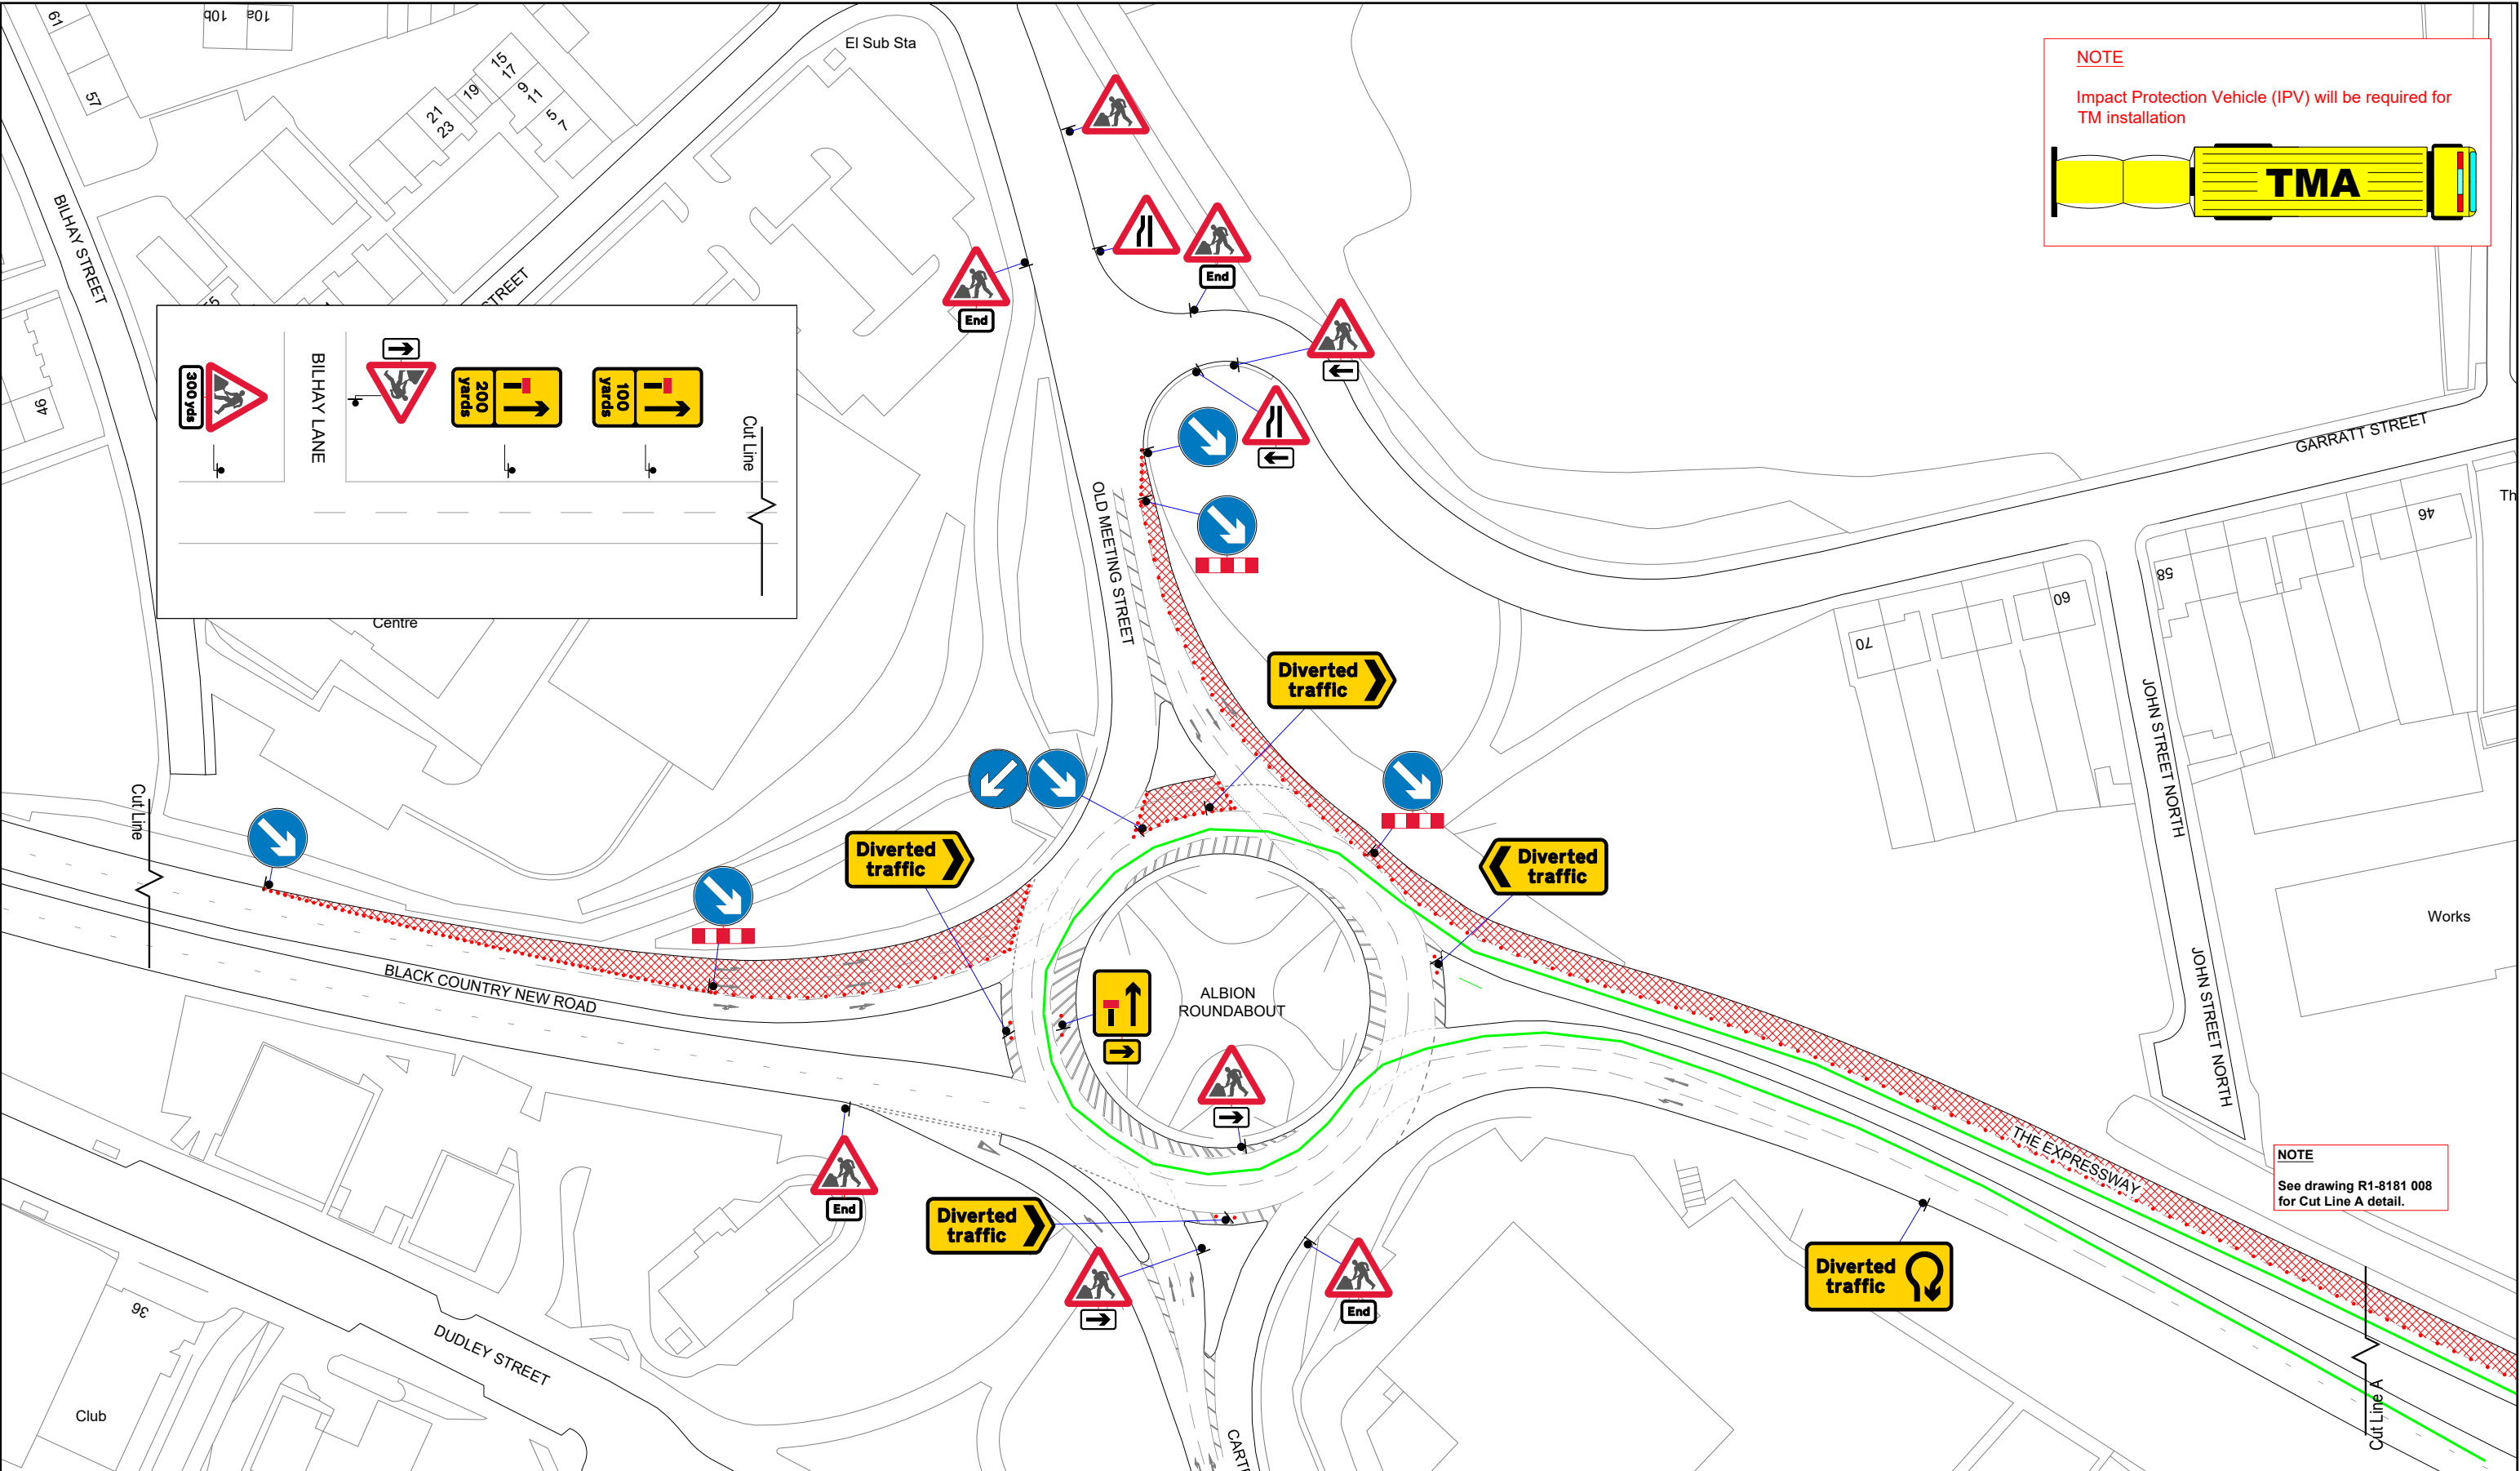 61
10b
10a
57
El Sub Sta
15
17
19
9
11
21
23
5
7
NOTE
Impact Protection Vehicle (IPV) will be required for
TM installation
TMA
BILHAY STREET
STREET
End
End
300 yds
BILHAY LANE
200
yards
100
yards
Cut Line
46
GARRATT STREET
46
58
60
70
OLD MEETING STREET
Centre
Diverted
traffic
JOHN STREET NORTH
Cut Line
Diverted
traffic
Diverted
traffic
Works
BLACK COUNTRY NEW ROAD
ALBION
ROUNDABOUT
JOHN STREET NORTH
THE EXPRESSWAY
NOTE
See drawing R1-8181 008
for Cut Line A detail.
End
Diverted
traffic
End
Diverted
traffic
36
DUDLEY STREET
Club
Cut Line A